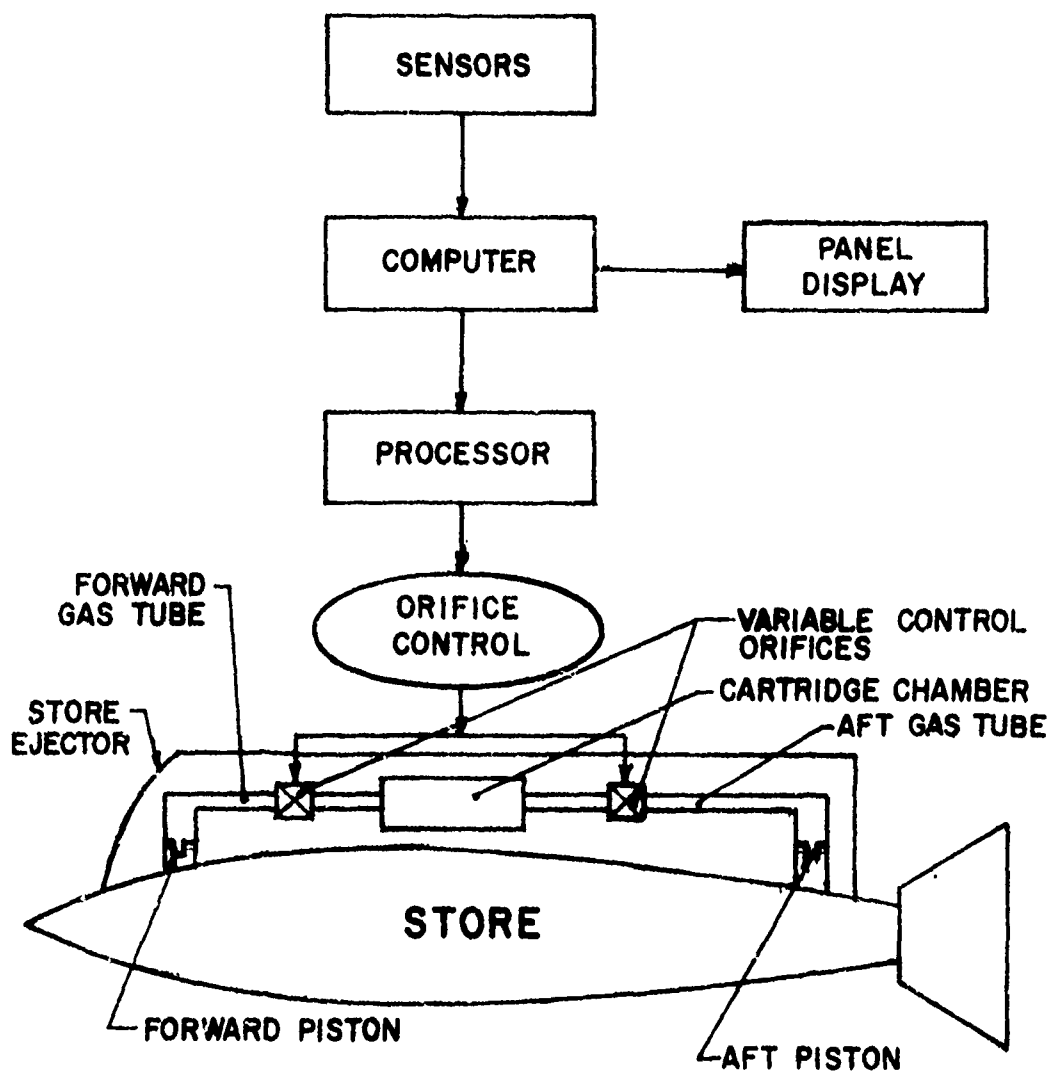 SENSORS
COMPUTER
PANEL
DISPLAY
PROCESSOR
FORWARD
GAS TUBE
ORIFICE
CONTROL
VARIABLE CONTROL
ORIFICES
CARTRIDGE CHAMBER
AFT GAS TUBE
STORE
EJECTOR
STORE
FORWARD PISTON
AFT PISTON